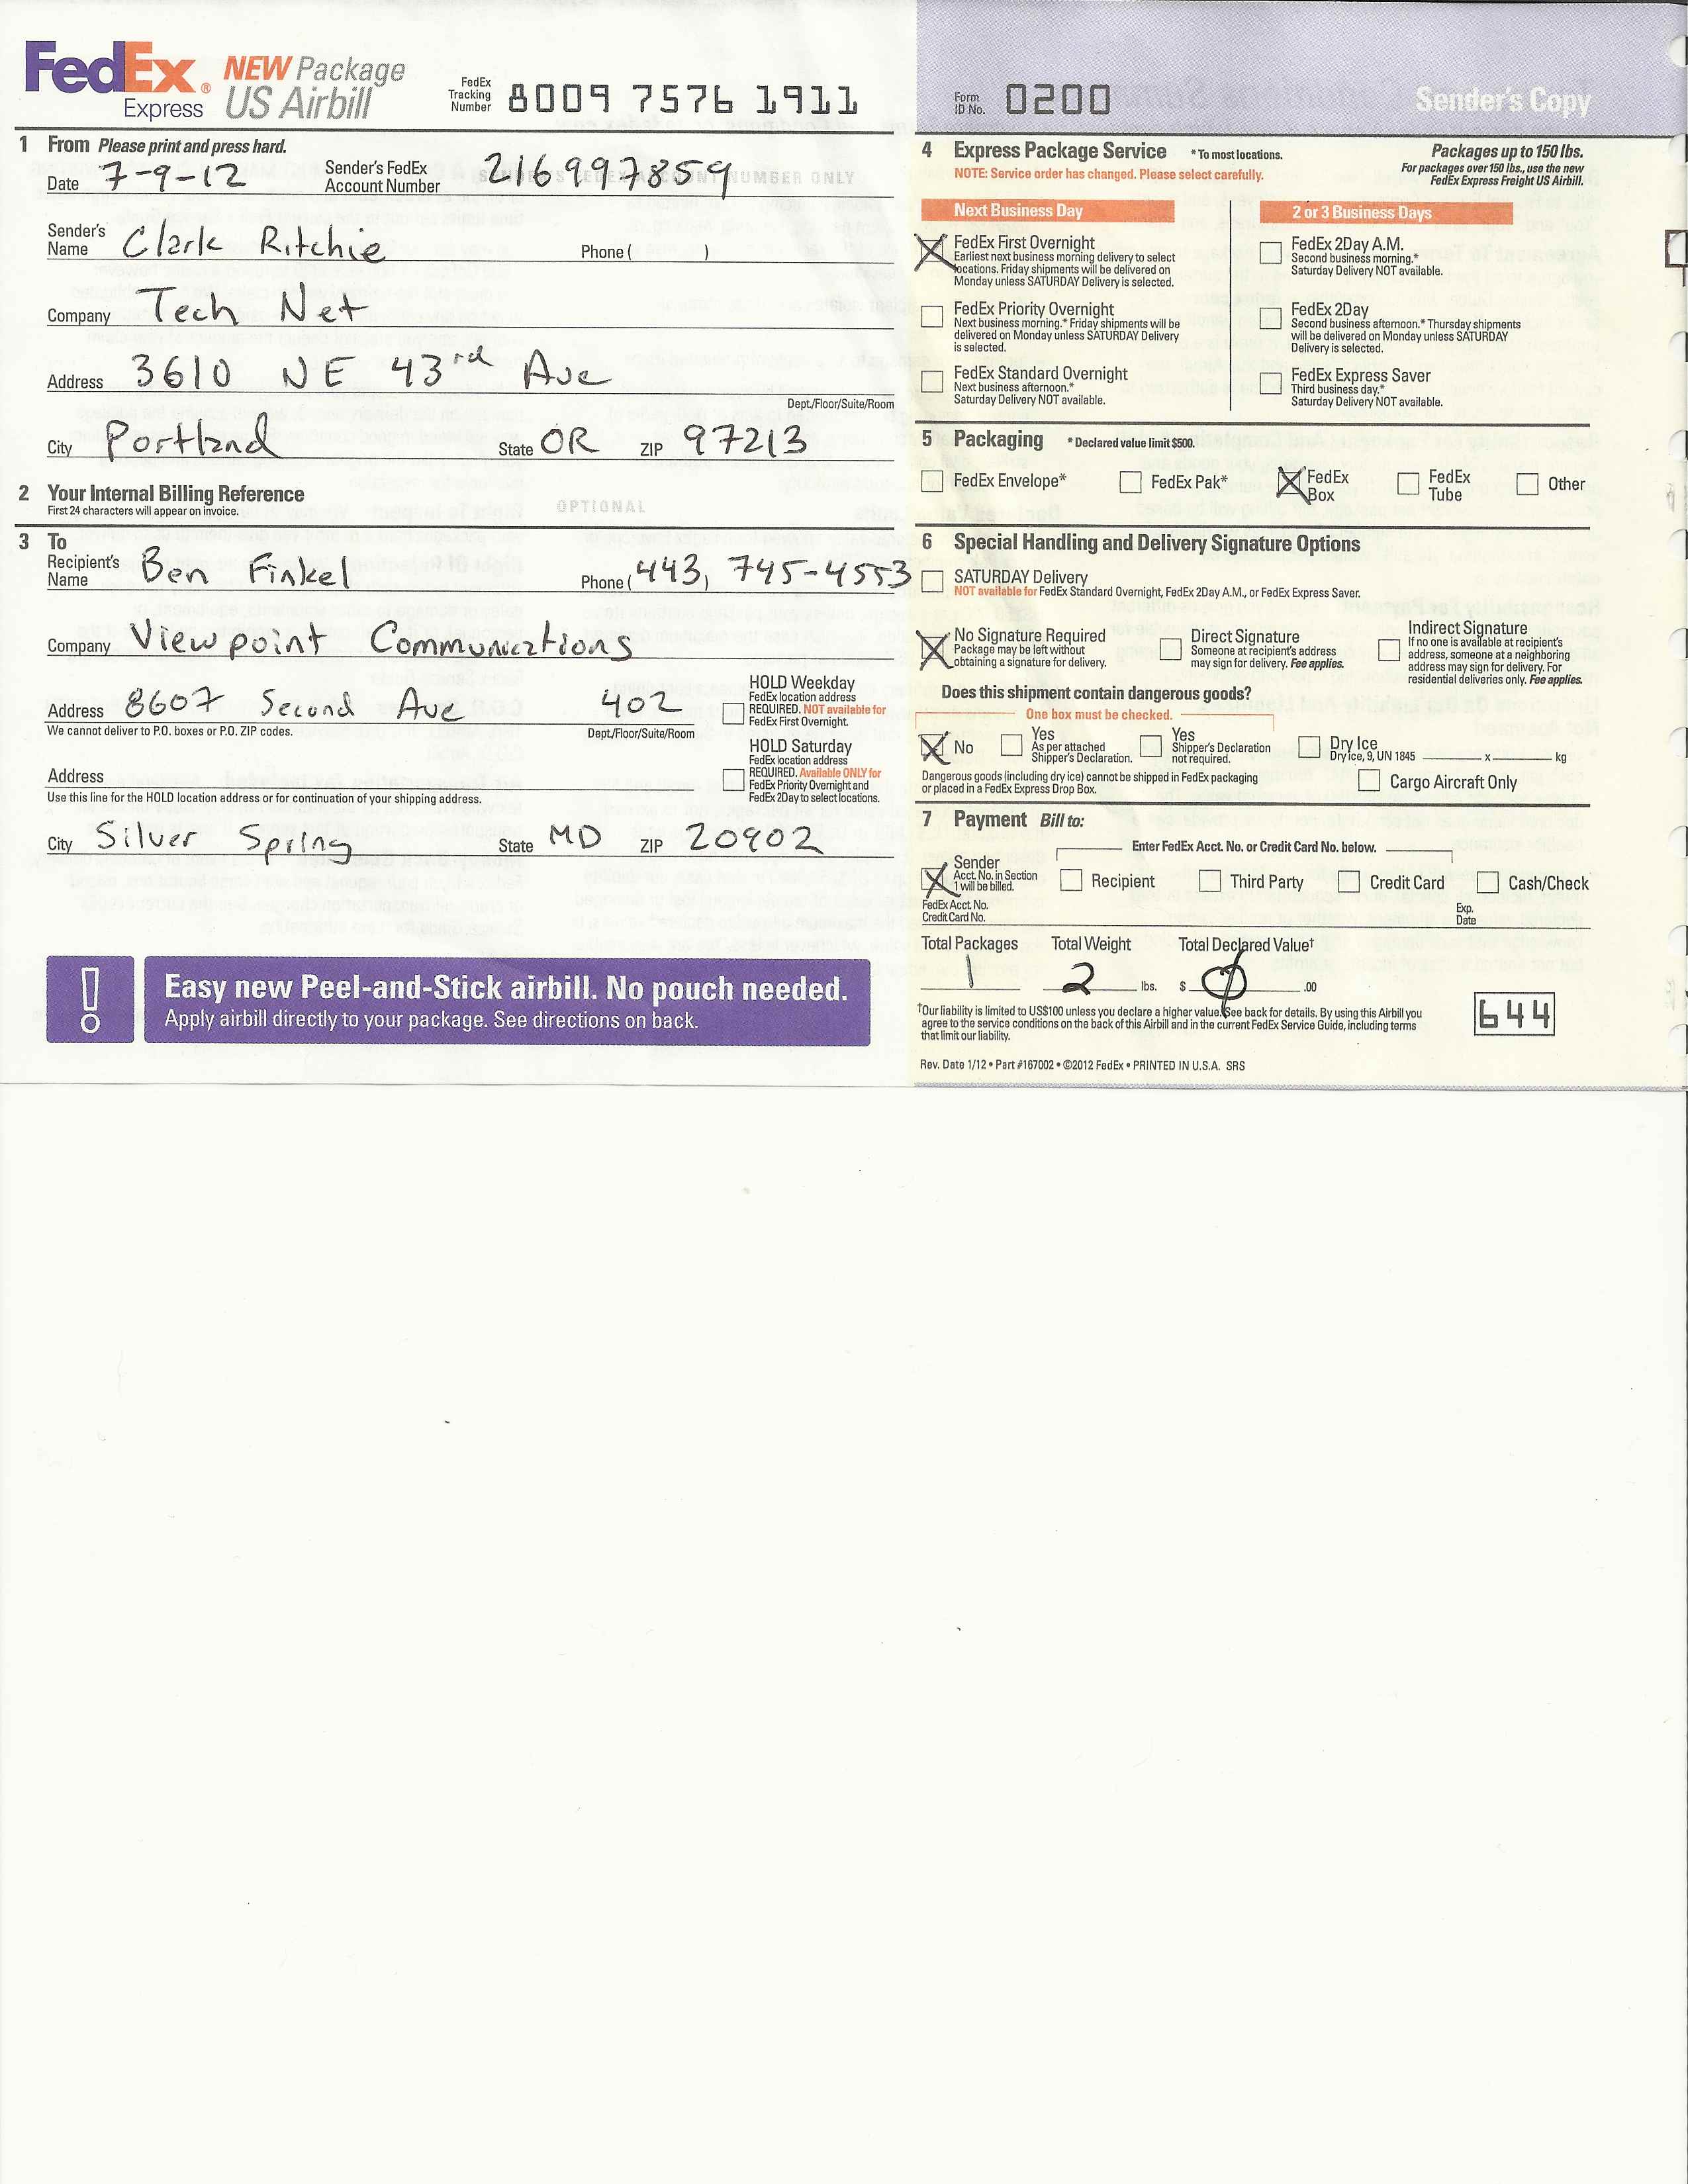 FedEx® NEW Package
Express US Airbill
FedEx Tracking Number 8009 7576 1911
1 From Please print and press hard.
Date 7-9-12 Sender's FedEx Account Number 216997859
SENDER'S FEDEX ACCOUNT NUMBER ONLY
Sender's Name Clark Ritchie Phone ( )
Company Tech Net
Address 3610 NE 43rd Ave
Dept./Floor/Suite/Room
City Portland State OR ZIP 97213
2 Your Internal Billing Reference
First 24 characters will appear on invoice.
OPTIONAL
3 To
Recipient's Name Ben Finkel Phone (443) 745-4553
Company Viewpoint Communications
Address 8607 Second Ave 402
We cannot deliver to P.O. boxes or P.O. ZIP codes.
Dept./Floor/Suite/Room
HOLD Weekday
FedEx location address
REQUIRED. NOT available for
FedEx First Overnight.
HOLD Saturday
FedEx location address
REQUIRED. Available ONLY for
FedEx Priority Overnight and
FedEx 2Day to select locations.
Address
Use this line for the HOLD location address or for continuation of your shipping address.
City Silver Spring State MD ZIP 20902
Easy new Peel-and-Stick airbill. No pouch needed.
Apply airbill directly to your package. See directions on back.
Form ID No. 0200
Sender's Copy
4 Express Package Service * To most locations.
NOTE: Service order has changed. Please select carefully.
Packages up to 150 lbs.
For packages over 150 lbs., use the new
FedEx Express Freight US Airbill.
Next Business Day
FedEx First Overnight
Earliest next business morning delivery to select
locations. Friday shipments will be delivered on
Monday unless SATURDAY Delivery is selected.
FedEx Priority Overnight
Next business morning.* Friday shipments will be
delivered on Monday unless SATURDAY Delivery
is selected.
FedEx Standard Overnight
Next business afternoon.*
Saturday Delivery NOT available.
2 or 3 Business Days
FedEx 2Day A.M.
Second business morning.*
Saturday Delivery NOT available.
FedEx 2Day
Second business afternoon.* Thursday shipments
will be delivered on Monday unless SATURDAY
Delivery is selected.
FedEx Express Saver
Third business day.*
Saturday Delivery NOT available.
5 Packaging * Declared value limit $500.
FedEx Envelope*
FedEx Pak*
FedEx Box
FedEx Tube
Other
6 Special Handling and Delivery Signature Options
SATURDAY Delivery
NOT available for FedEx Standard Overnight, FedEx 2Day A.M., or FedEx Express Saver.
No Signature Required
Package may be left without
obtaining a signature for delivery.
Direct Signature
Someone at recipient's address
may sign for delivery. Fee applies.
Indirect Signature
If no one is available at recipient's
address, someone at a neighboring
address may sign for delivery. For
residential deliveries only. Fee applies.
Does this shipment contain dangerous goods?
One box must be checked.
No
Yes
As per attached
Shipper's Declaration.
Yes
Shipper's Declaration
not required.
Dry Ice
Dry ice, 9, UN 1845 x kg
Dangerous goods (including dry ice) cannot be shipped in FedEx packaging
or placed in a FedEx Express Drop Box.
Cargo Aircraft Only
7 Payment Bill to:
Enter FedEx Acct. No. or Credit Card No. below.
Sender
Acct. No. in Section
1 will be billed.
Recipient
Third Party
Credit Card
Cash/Check
FedEx Acct. No.
Credit Card No.
Exp. Date
Total Packages Total Weight Total Declared Value†
1 2 lbs. $ 0 .00
†Our liability is limited to US$100 unless you declare a higher value. See back for details. By using this Airbill you
agree to the service conditions on the back of this Airbill and in the current FedEx Service Guide, including terms
that limit our liability.
644
Rev. Date 1/12 • Part #167002 • ©2012 FedEx • PRINTED IN U.S.A. SRS